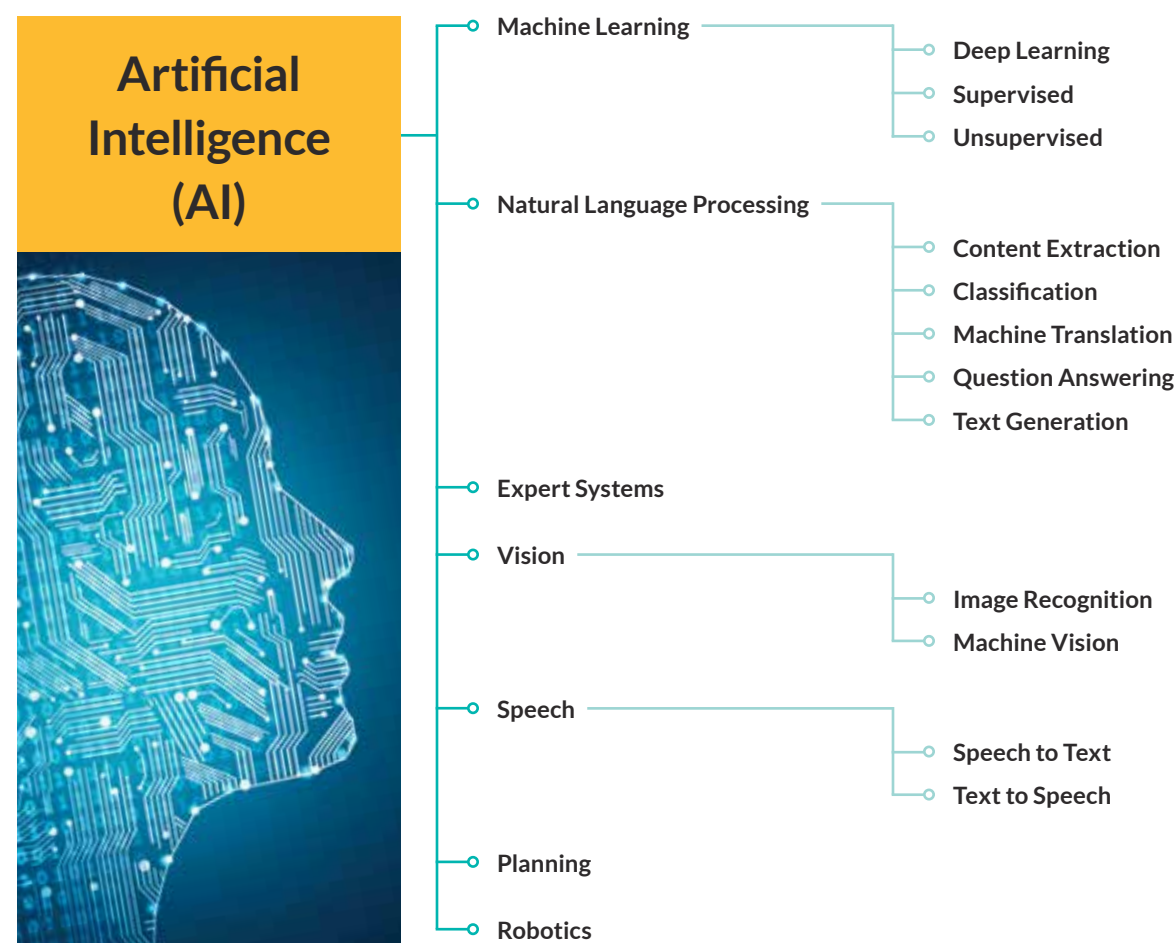 Artificial
Intelligence
(AI)
Machine Learning
Deep Learning
Supervised
Unsupervised
Natural Language Processing
Content Extraction
Classification
Machine Translation
Question Answering
Text Generation
Expert Systems
Vision
Image Recognition
Machine Vision
Speech
Speech to Text
Text to Speech
Planning
Robotics